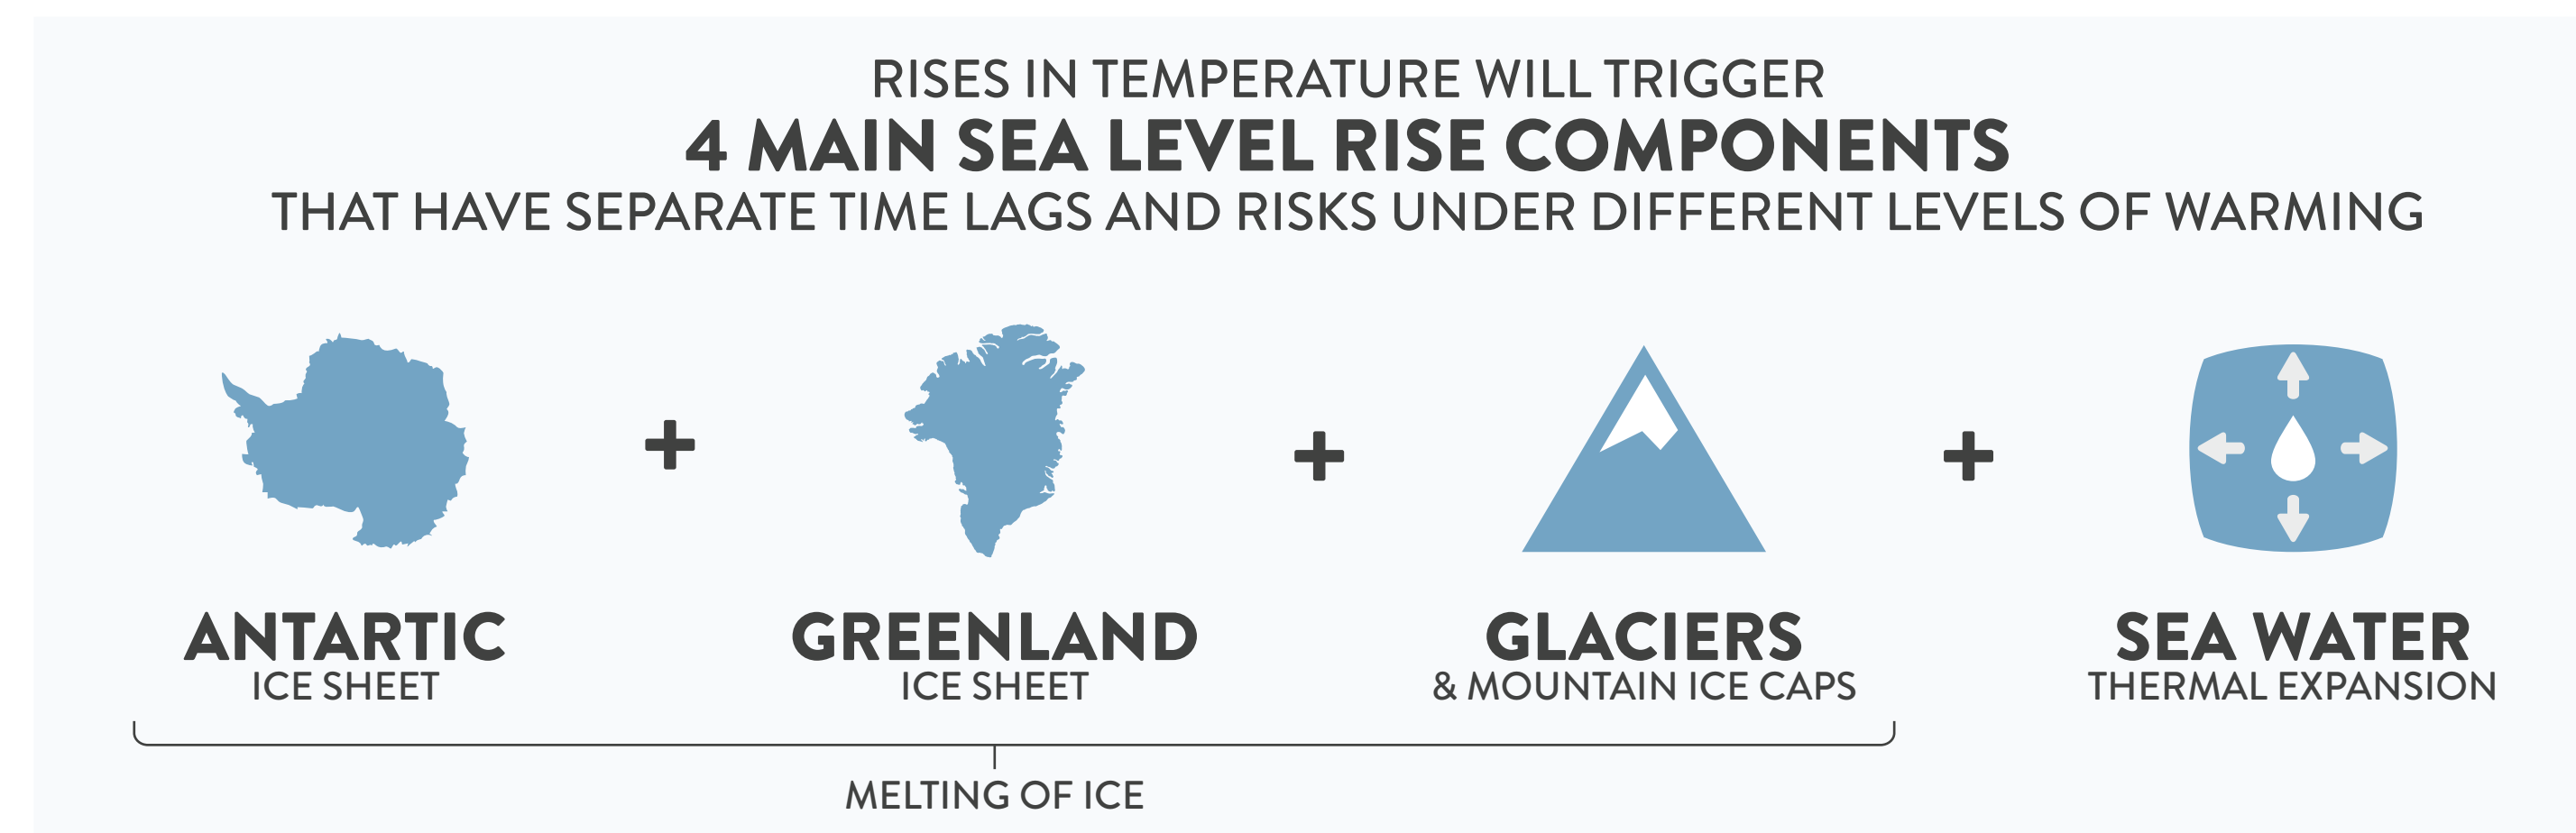 RISES IN TEMPERATURE WILL TRIGGER
4 MAIN SEA LEVEL RISE COMPONENTS
THAT HAVE SEPARATE TIME LAGS AND RISKS UNDER DIFFERENT LEVELS OF WARMING
+
+
+
ANTARTIC
ICE SHEET
GREENLAND
ICE SHEET
GLACIERS
& MOUNTAIN ICE CAPS
SEA WATER
THERMAL EXPANSION
MELTING OF ICE